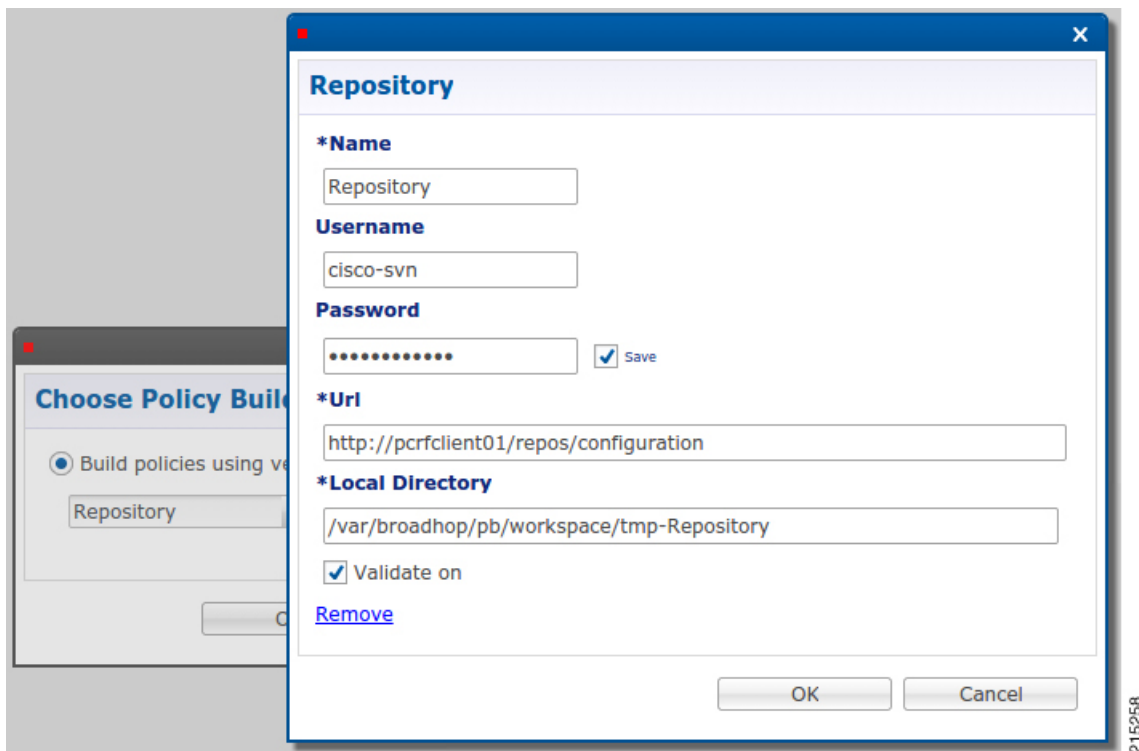 x
Repository
*Name
Repository
Username
cisco-svn
Password
••••••••••••
Save
*Url
http://pcrfclient01/repos/configuration
*Local Directory
/var/broadhop/pb/workspace/tmp-Repository
Validate on
Remove
OK
Cancel
Choose Policy Buil
Build policies using ve
Repository